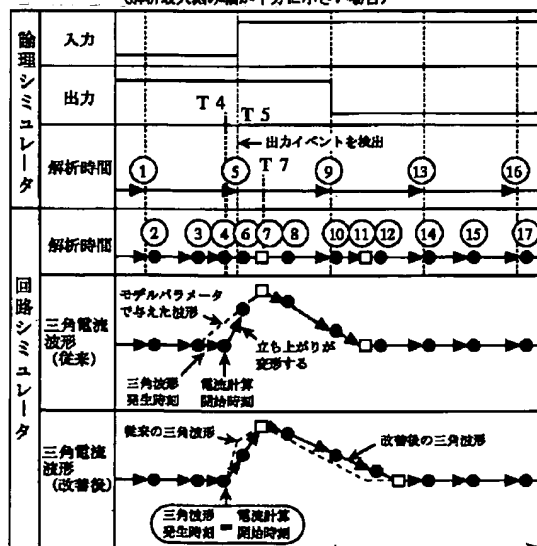 論理シミュレータ
入力
出力
T 4
T 5
出力イベントを検出
T 7
解析時間
1
5
9
13
16
回路シミュレータ
解析時間
2
3
4
6
7
8
10
11
12
14
15
17
三角電流
波形
(従来)
モデルパラメータ
で与えた波形
立ち上がりが
変形する
三角波形
発生時刻
電流計算
開始時刻
三角電流
波形
(改善後)
従来の三角波形
改善後の三角波形
三角波形
発生時刻
=
電流計算
開始時刻